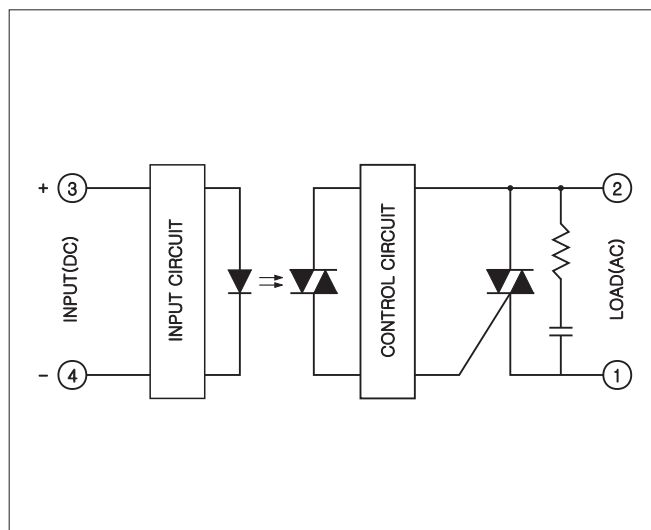 + 3
INPUT(DC)
- 4
INPUT CIRCUIT
CONTROL CIRCUIT
2
LOAD(AC)
1